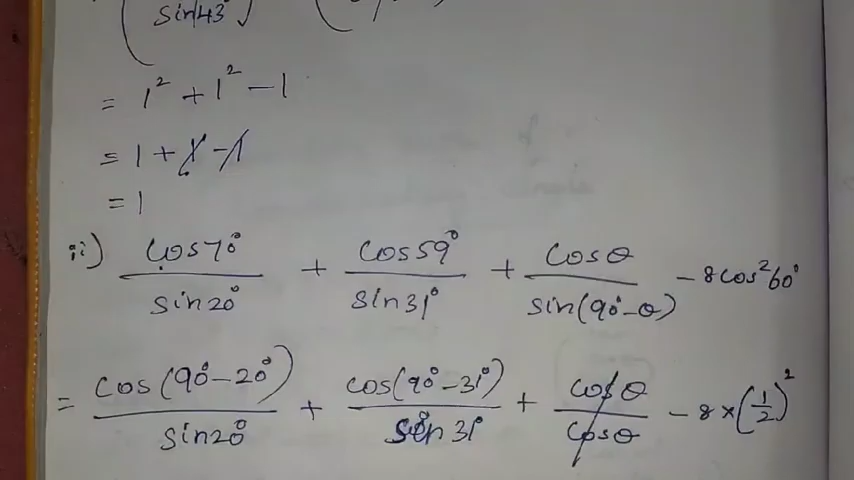 sin43°
= 1² + 1² - 1
= 1 + 1 - 1
= 1
ii) cos70°/sin20° + cos59°/sin31° + cosθ/sin(90°-θ) - 8cos²60°
= cos(90°-20°)/sin20° + cos(90°-31°)/sin31° + cosθ/cosθ - 8×(1/2)²